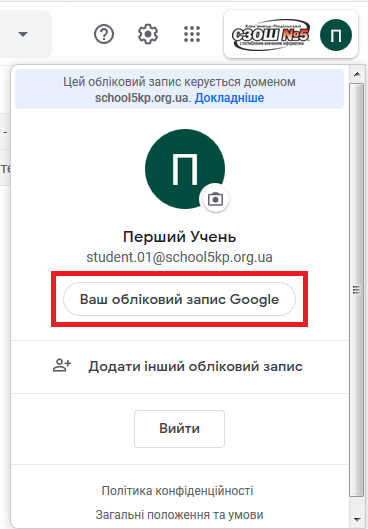 Кам'янець-Подільська
СЗОШ №5
з поглибленим вивченням інформатики
П
Цей обліковий запис керується доменом
school5kp.org.ua. Докладніше
П
Перший Учень
student.01@school5kp.org.ua
Ваш обліковий запис Google
Додати інший обліковий запис
Вийти
Політика конфіденційності
Загальні положення та умови